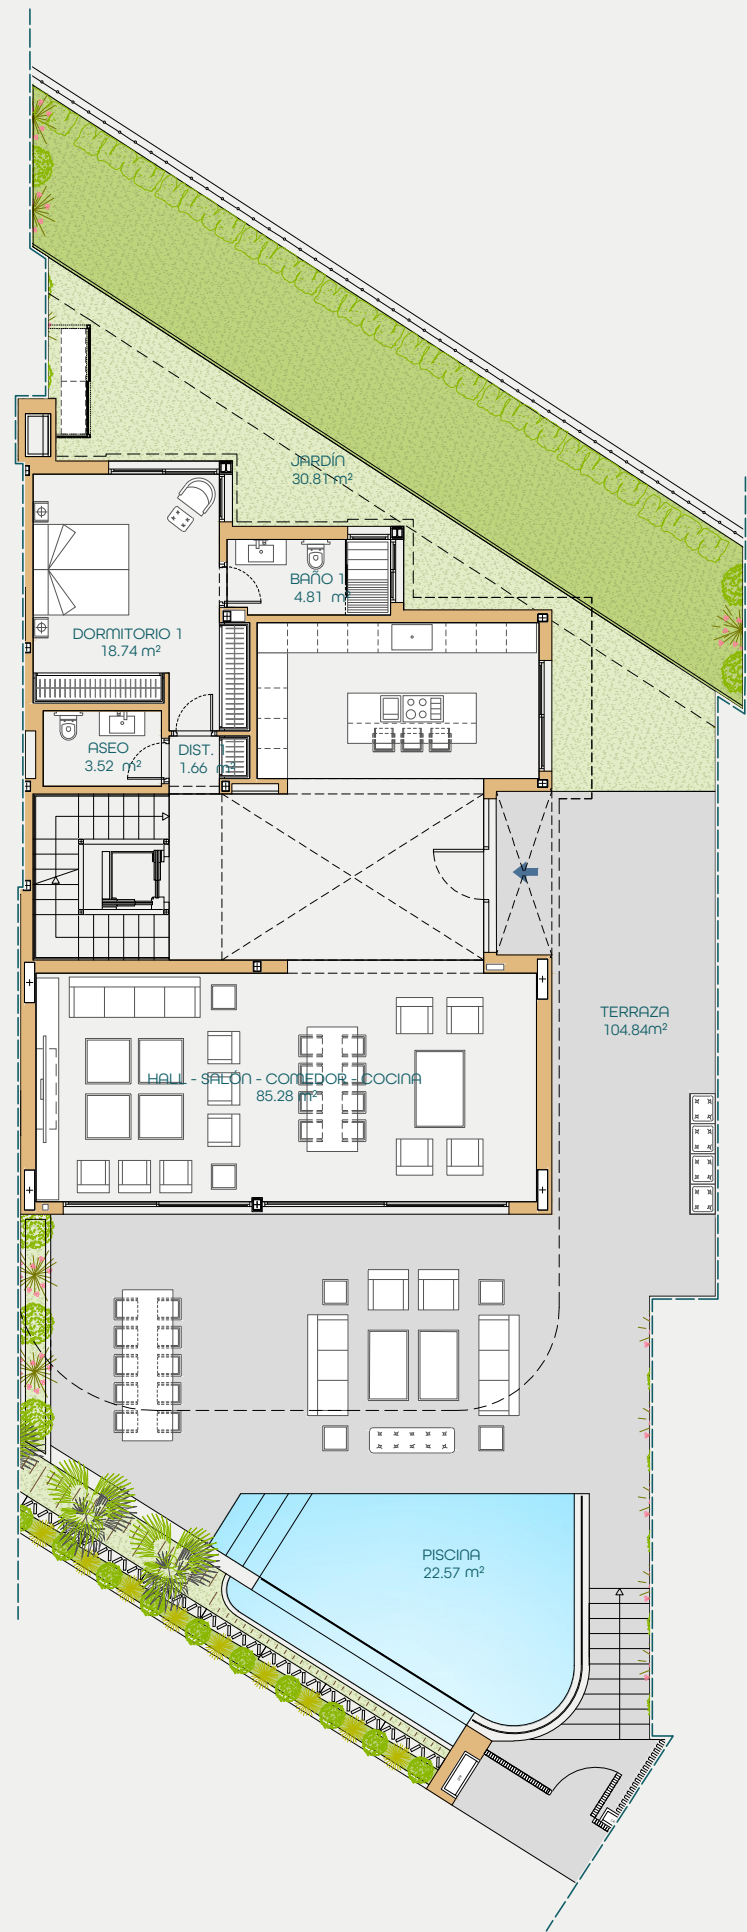 JARDÍN
30.81 m²
BAÑO 1
4.81 m²
DORMITORIO 1
18.74 m²
ASEO
3.52 m²
DIST. 1
1.66 m²
TERRAZA
104.84m²
HALL - SALÓN - COMEDOR - COCINA
85.28 m²
PISCINA
22.57 m²